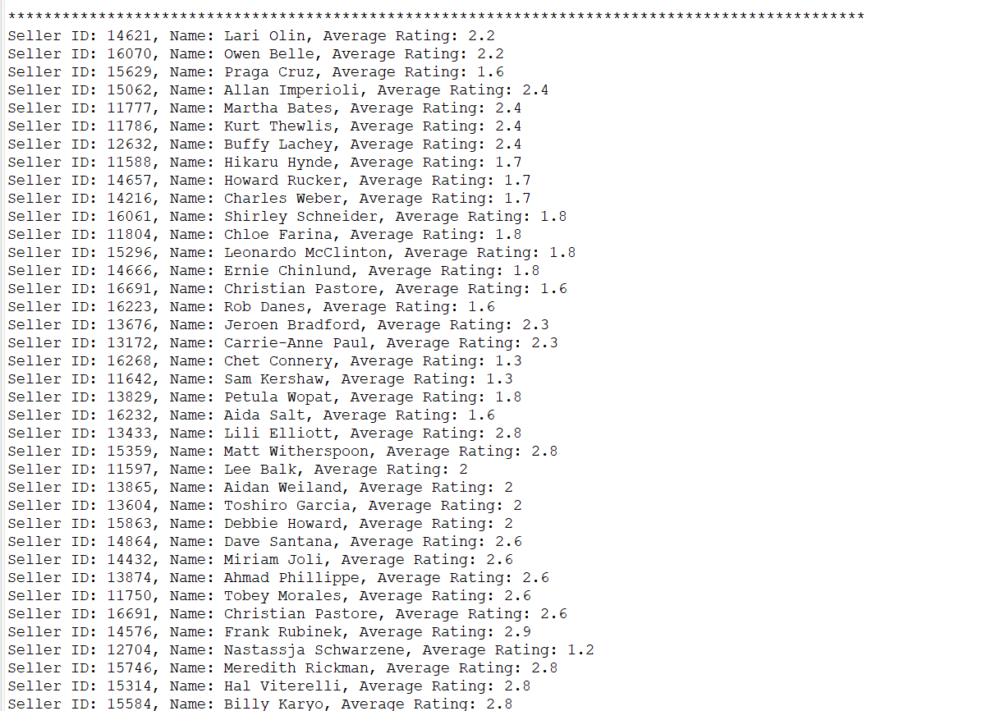 ***********************************************************************************************
Seller ID: 14621, Name: Lari Olin, Average Rating: 2.2
Seller ID: 16070, Name: Owen Belle, Average Rating: 2.2
Seller ID: 15629, Name: Praga Cruz, Average Rating: 1.6
Seller ID: 15062, Name: Allan Imperioli, Average Rating: 2.4
Seller ID: 11777, Name: Martha Bates, Average Rating: 2.4
Seller ID: 11786, Name: Kurt Thewlis, Average Rating: 2.4
Seller ID: 12632, Name: Buffy Lachey, Average Rating: 2.4
Seller ID: 11588, Name: Hikaru Hynde, Average Rating: 1.7
Seller ID: 14657, Name: Howard Rucker, Average Rating: 1.7
Seller ID: 14216, Name: Charles Weber, Average Rating: 1.7
Seller ID: 16061, Name: Shirley Schneider, Average Rating: 1.8
Seller ID: 11804, Name: Chloe Farina, Average Rating: 1.8
Seller ID: 15296, Name: Leonardo McClinton, Average Rating: 1.8
Seller ID: 14666, Name: Ernie Chinlund, Average Rating: 1.8
Seller ID: 16691, Name: Christian Pastore, Average Rating: 1.6
Seller ID: 16223, Name: Rob Danes, Average Rating: 1.6
Seller ID: 13676, Name: Jeroen Bradford, Average Rating: 2.3
Seller ID: 13172, Name: Carrie-Anne Paul, Average Rating: 2.3
Seller ID: 16268, Name: Chet Connery, Average Rating: 1.3
Seller ID: 11642, Name: Sam Kershaw, Average Rating: 1.3
Seller ID: 13829, Name: Petula Wopat, Average Rating: 1.8
Seller ID: 16232, Name: Aida Salt, Average Rating: 1.6
Seller ID: 13433, Name: Lili Elliott, Average Rating: 2.8
Seller ID: 15359, Name: Matt Witherspoon, Average Rating: 2.8
Seller ID: 11597, Name: Lee Balk, Average Rating: 2
Seller ID: 13865, Name: Aidan Weiland, Average Rating: 2
Seller ID: 13604, Name: Toshiro Garcia, Average Rating: 2
Seller ID: 15863, Name: Debbie Howard, Average Rating: 2
Seller ID: 14864, Name: Dave Santana, Average Rating: 2.6
Seller ID: 14432, Name: Miriam Joli, Average Rating: 2.6
Seller ID: 13874, Name: Ahmad Phillippe, Average Rating: 2.6
Seller ID: 11750, Name: Tobey Morales, Average Rating: 2.6
Seller ID: 16691, Name: Christian Pastore, Average Rating: 2.6
Seller ID: 14576, Name: Frank Rubinek, Average Rating: 2.9
Seller ID: 12704, Name: Nastassja Schwarzene, Average Rating: 1.2
Seller ID: 15746, Name: Meredith Rickman, Average Rating: 2.8
Seller ID: 15314, Name: Hal Viterelli, Average Rating: 2.8
Seller ID: 15584, Name: Billy Karyo, Average Rating: 2.8